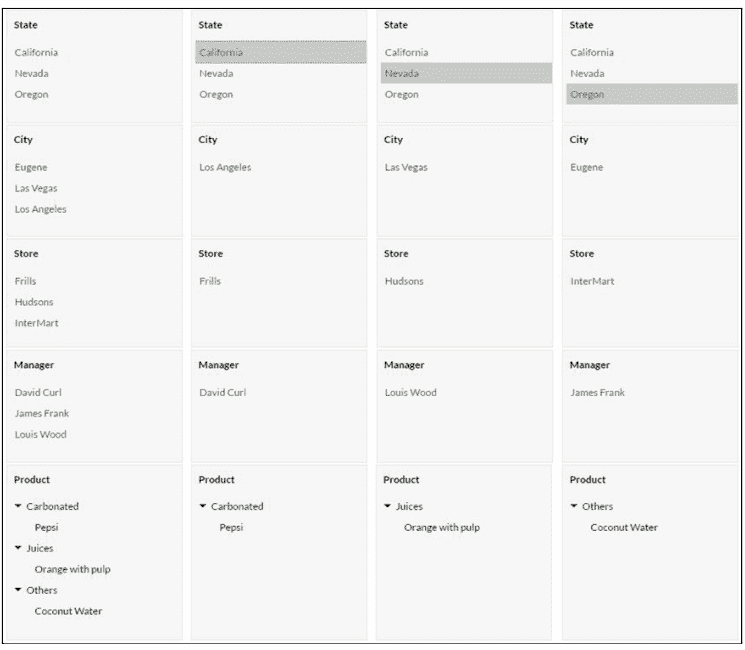 State
California
Nevada
Oregon
City
Eugene
Las Vegas
Los Angeles
Store
Frills
Hudsons
InterMart
Manager
David Curl
James Frank
Louis Wood
Product
Carbonated
Pepsi
Juices
Orange with pulp
Others
Coconut Water
State
California
Nevada
Oregon
City
Los Angeles
Store
Frills
Manager
David Curl
Product
Carbonated
Pepsi
State
California
Nevada
Oregon
City
Las Vegas
Store
Hudsons
Manager
Louis Wood
Product
Juices
Orange with pulp
State
California
Nevada
Oregon
City
Eugene
Store
InterMart
Manager
James Frank
Product
Others
Coconut Water